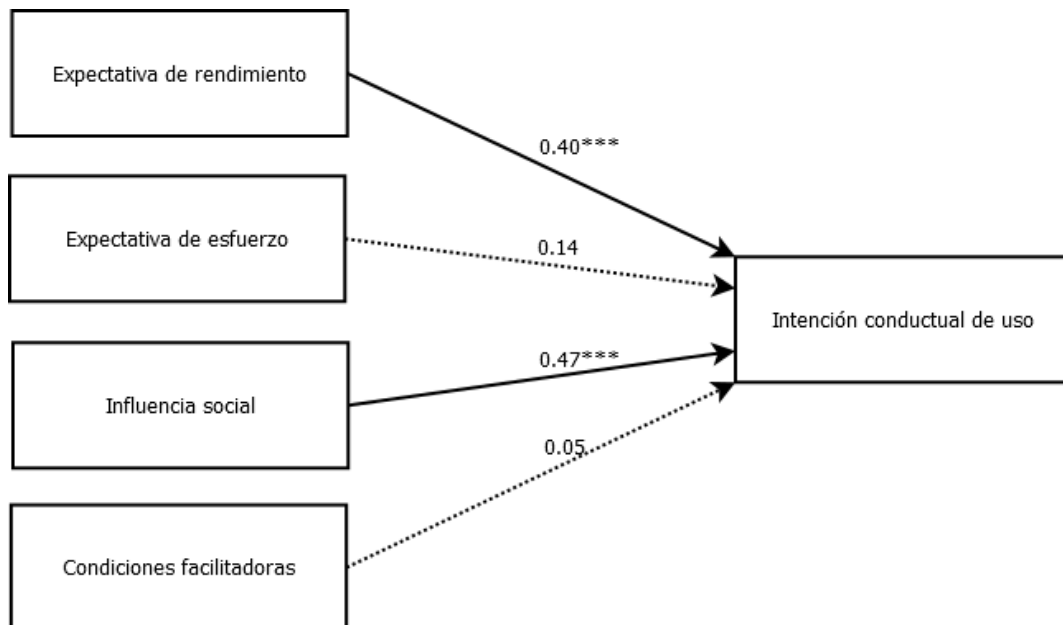 Expectativa de rendimiento
0.40***
Expectativa de esfuerzo
0.14
Intención conductual de uso
0.47***
Influencia social
0.05
Condiciones facilitadoras